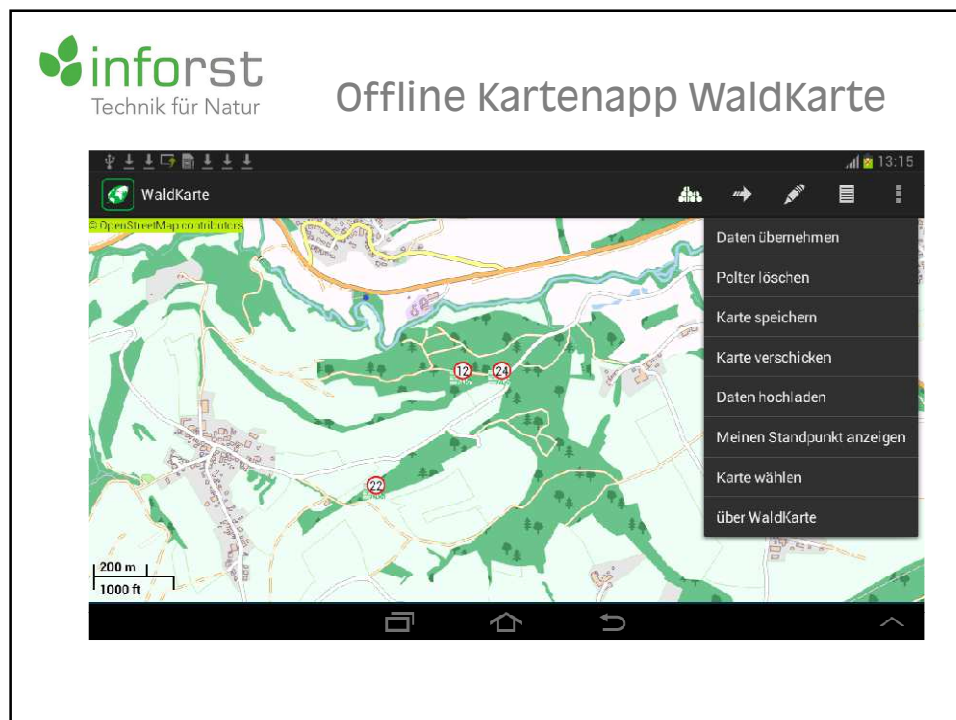 inforst
Technik für Natur
Offline Kartenapp WaldKarte
13:15
WaldKarte
© OpenStreetMap contributors
Daten übernehmen
Polter löschen
Karte speichern
Karte verschicken
Daten hochladen
Meinen Standpunkt anzeigen
Karte wählen
über WaldKarte
12
24
22
200 m
1000 ft